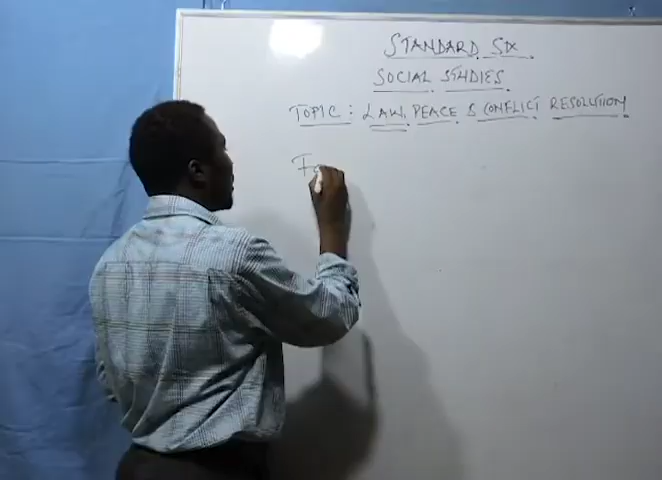 STANDARD SIX.
SOCIAL STUDIES.
TOPIC: LAW, PEACE & CONFLICT RESOLUTION.